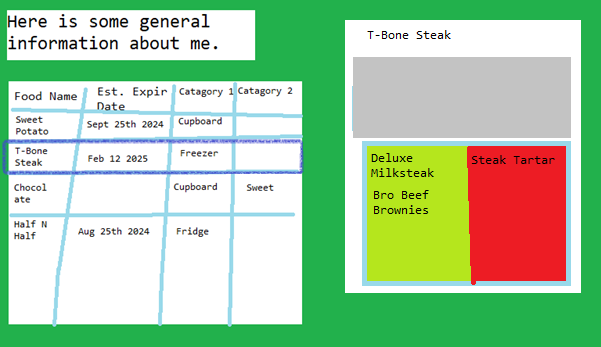 Here is some general
information about me.
Food Name
Est. Expir
Date
Catagory 1
Catagory 2
Sweet
Potato
Sept 25th 2024
Cupboard
T-Bone
Steak
Feb 12 2025
Freezer
Chocol
ate
Cupboard
Sweet
Half N
Half
Aug 25th 2024
Fridge
T-Bone Steak
Deluxe
Milksteak
Bro Beef
Brownies
Steak Tartar